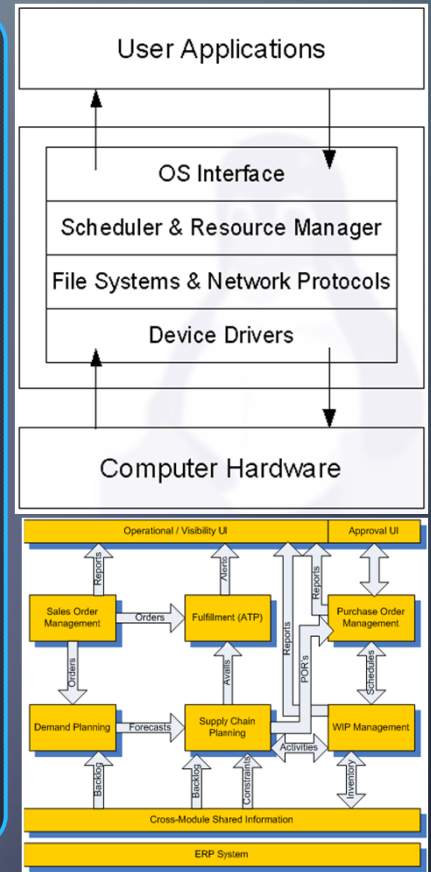 User Applications
OS Interface
Scheduler & Resource Manager
File Systems & Network Protocols
Device Drivers
Computer Hardware
Operational / Visibility UI
Approval UI
Reports
Alerts
Reports
Reports
Sales Order
Management
Orders
Fulfillment (ATP)
Purchase Order
Management
Orders
Avails
Reports
POR's
Schedules
Demand Planning
Forecasts
Supply Chain
Planning
Activities
WIP Management
Backlog
Backlog
Constraints
Inventory
Cross-Module Shared Information
ERP System